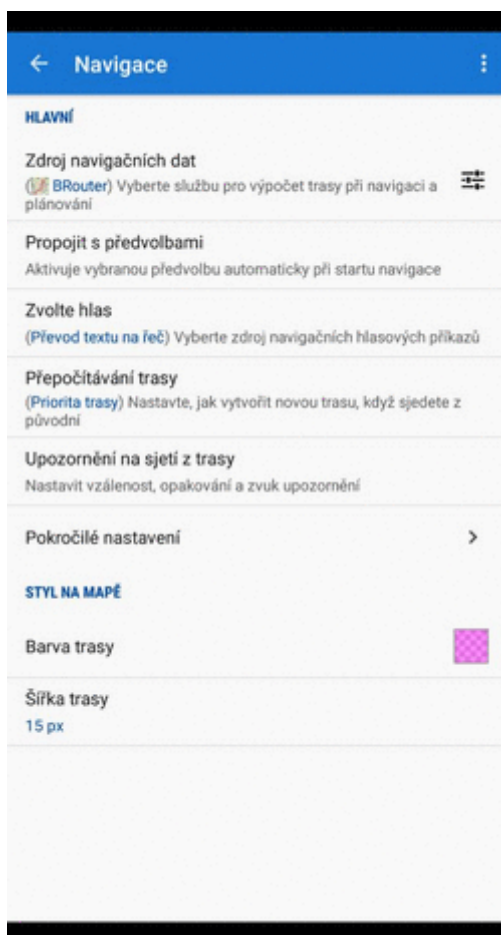 Navigace
HLAVNÍ
Zdroj navigačních dat
(BRouter) Vyberte službu pro výpočet trasy při navigaci a
plánování
Propojit s předvolbami
Aktivuje vybranou předvolbu automaticky při startu navigace
Zvolte hlas
(Převod textu na řeč) Vyberte zdroj navigačních hlasových příkazů
Přepočítávání trasy
(Priorita trasy) Nastavte, jak vytvořit novou trasu, když sjedete z
původní
Upozornění na sjetí z trasy
Nastavit vzálenost, opakování a zvuk upozornění
Pokročilé nastavení
STYL NA MAPĚ
Barva trasy
Šířka trasy
15 px